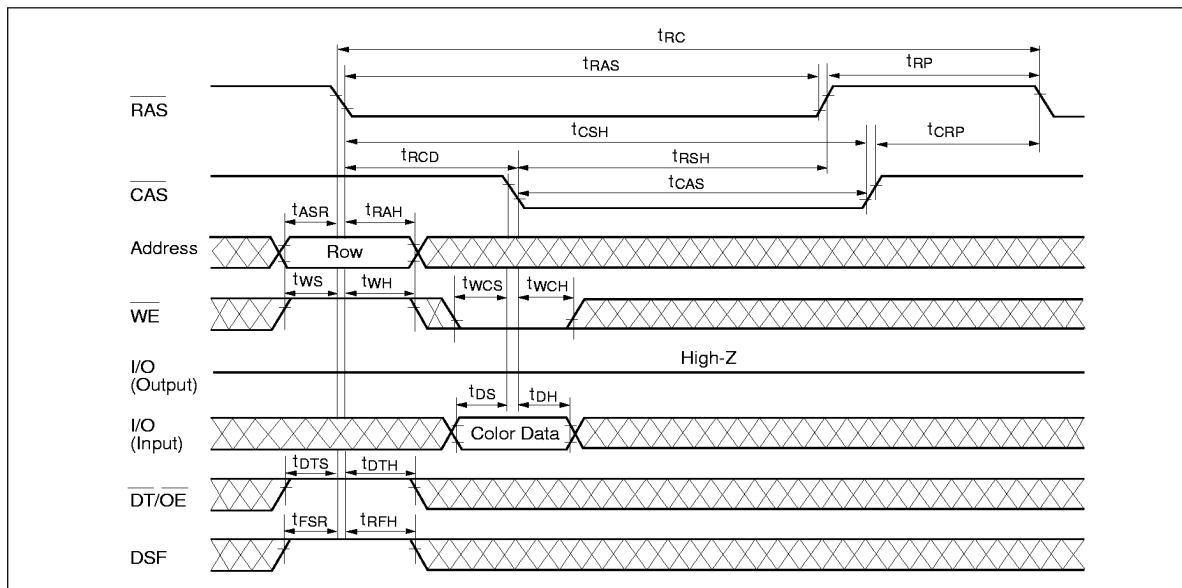 tRC
tRAS
tRP
RAS
tCSH
tCRP
tRCD
tRSH
CAS
tCAS
tASR
tRAH
Address
Row
tWS
tWH
tWCS
tWCH
WE
High-Z
I/O
(Output)
tDS
tDH
I/O
(Input)
Color Data
tDTS
tDTH
DT/OE
tFSR
tRFH
DSF